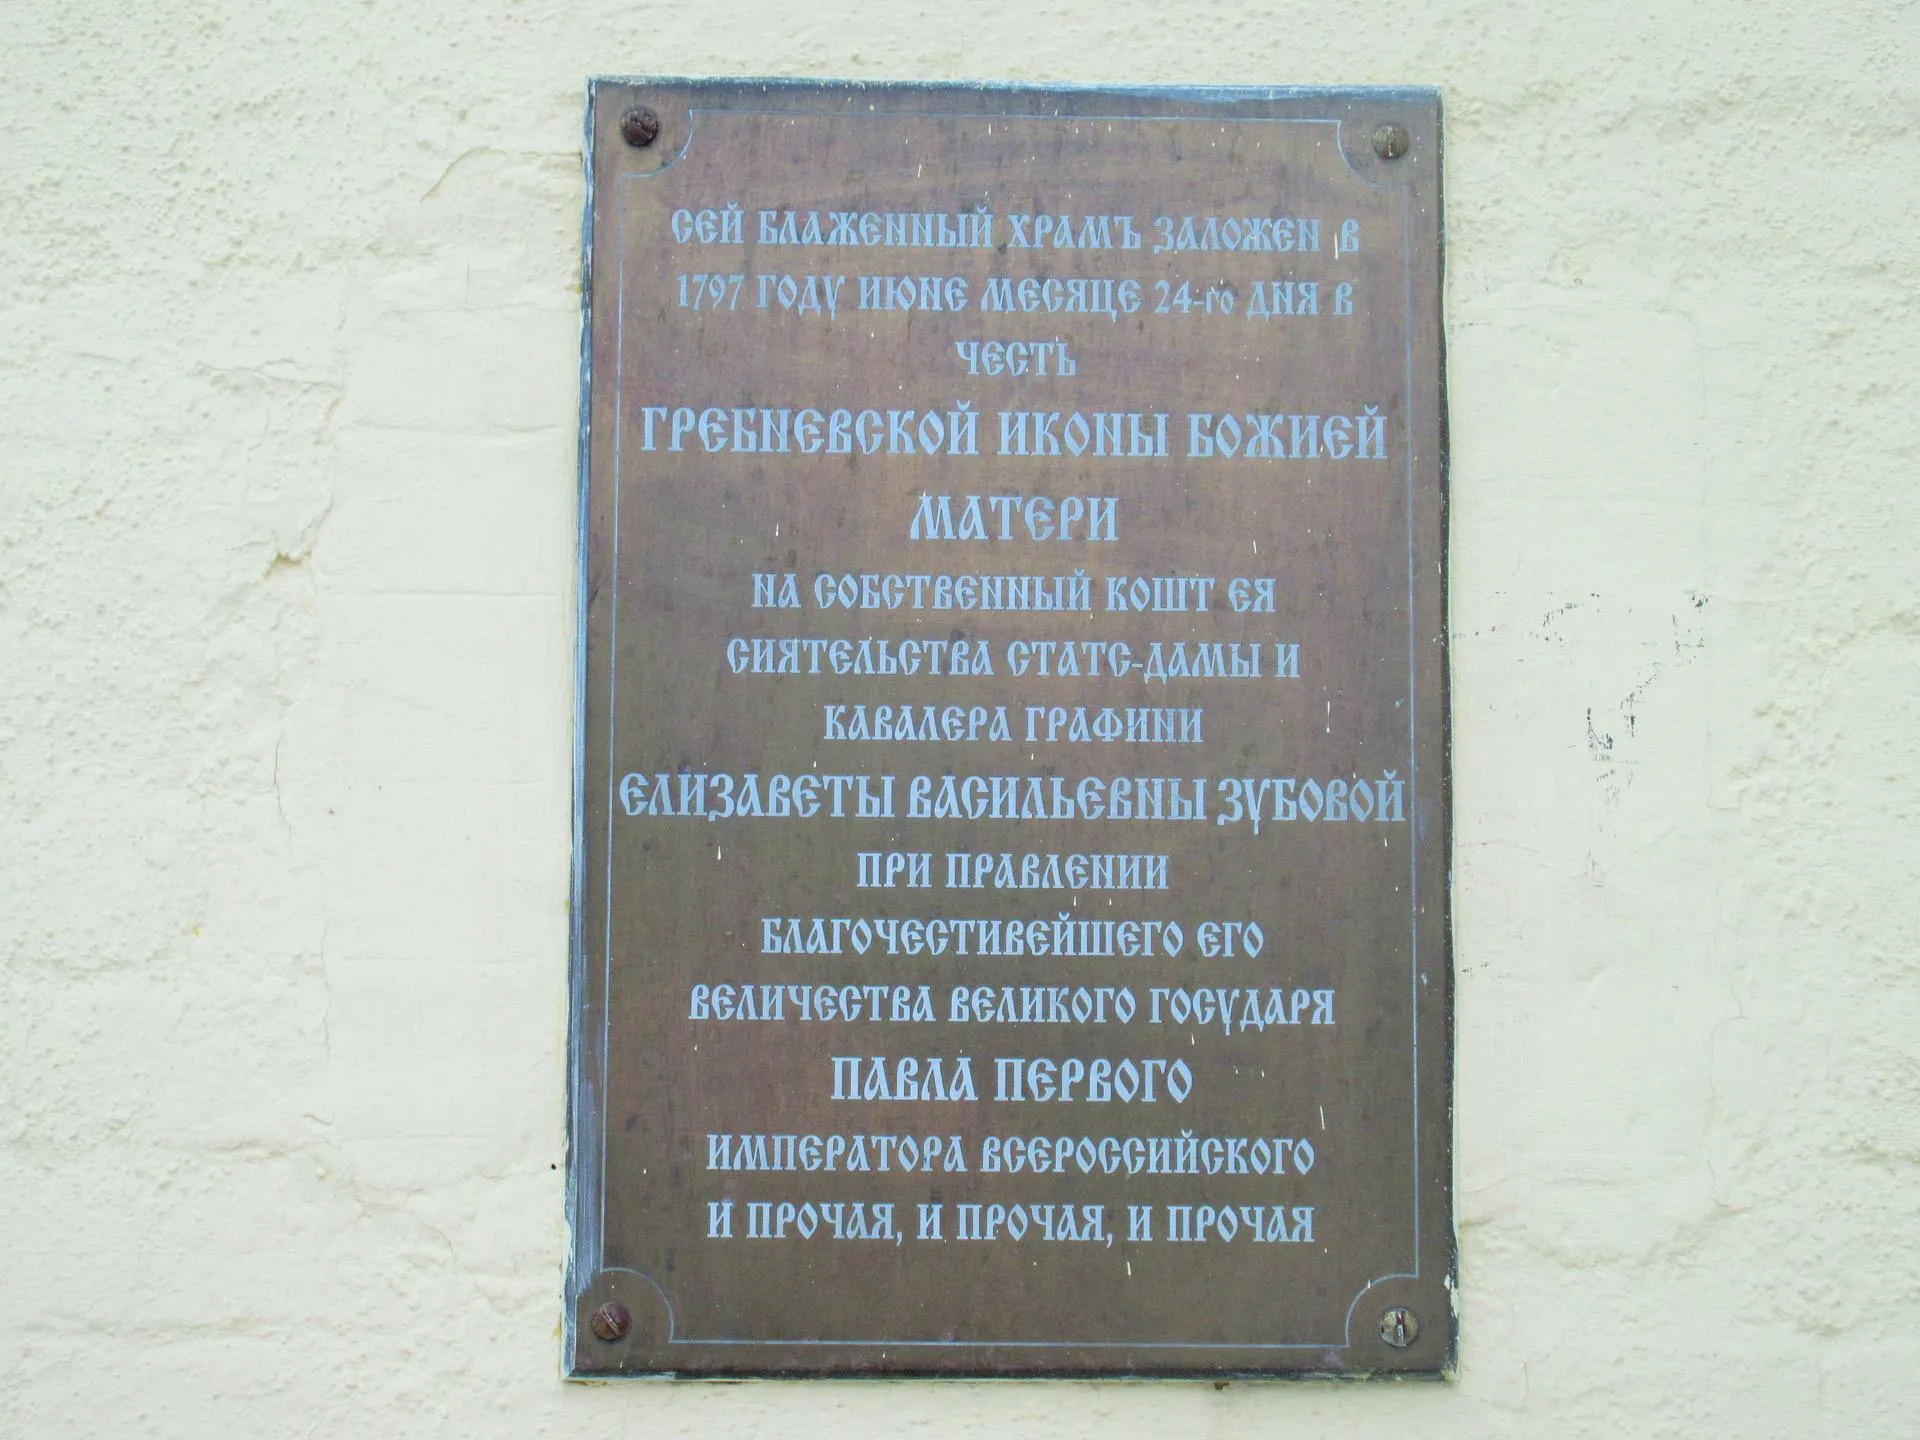 СЕЙ БЛАЖЕННЫЙ ХРАМЪ ЗАЛОЖЕН В
1797 ГОДУ ИЮНЕ МЕСЯЦЕ 24-го ДНЯ В
ЧЕСТЬ
ГРЕБНЕВСКОЙ ИКОНЫ БОЖИЕЙ
МАТЕРИ
НА СОБСТВЕННЫЙ КОШТ ЕЯ
СИЯТЕЛЬСТВА СТАТС-ДАМЫ И
КАВАЛЕРА ГРАФИНИ
ЕЛИЗАВЕТЫ ВАСИЛЬЕВНЫ ЗУБОВОЙ
ПРИ ПРАВЛЕНИИ
БЛАГОЧЕСТИВЕЙШЕГО ЕГО
ВЕЛИЧЕСТВА ВЕЛИКОГО ГОСУДАРЯ
ПАВЛА ПЕРВОГО
ИМПЕРАТОРА ВСЕРОССИЙСКОГО
И ПРОЧАЯ, И ПРОЧАЯ, И ПРОЧАЯ